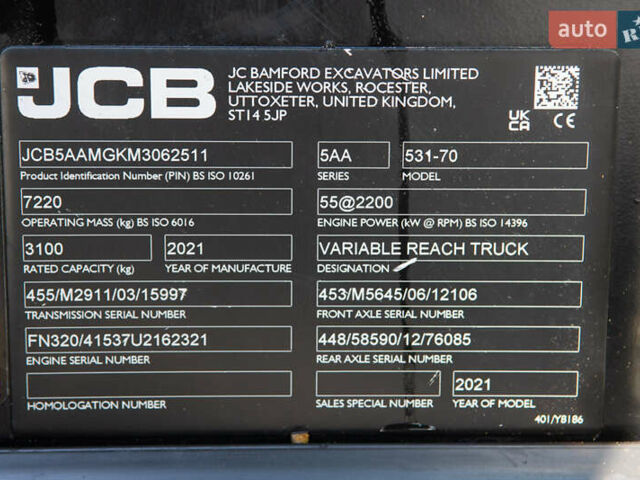 auto
JCB
JC BAMFORD EXCAVATORS LIMITED
LAKESIDE WORKS, ROCESTER,
UTTOXETER, UNITED KINGDOM,
ST14 5JP
UK
CA
CE
JCB5AAMGKM3062511
5AA
531-70
Product Identification Number (PIN) BS ISO 10261
SERIES
MODEL
7220
55@2200
OPERATING MASS (kg) BS ISO 6016
ENGINE POWER (kW @ RPM) BS ISO 14396
3100
2021
VARIABLE REACH TRUCK
RATED CAPACITY (kg)
YEAR OF MANUFACTURE
DESIGNATION
455/M2911/03/15997
453/M5645/06/12106
TRANSMISSION SERIAL NUMBER
FRONT AXLE SERIAL NUMBER
FN320/41537U2162321
448/58590/12/76085
ENGINE SERIAL NUMBER
REAR AXLE SERIAL NUMBER
2021
HOMOLOGATION NUMBER
SALES SPECIAL NUMBER
YEAR OF MODEL
401/Y8186